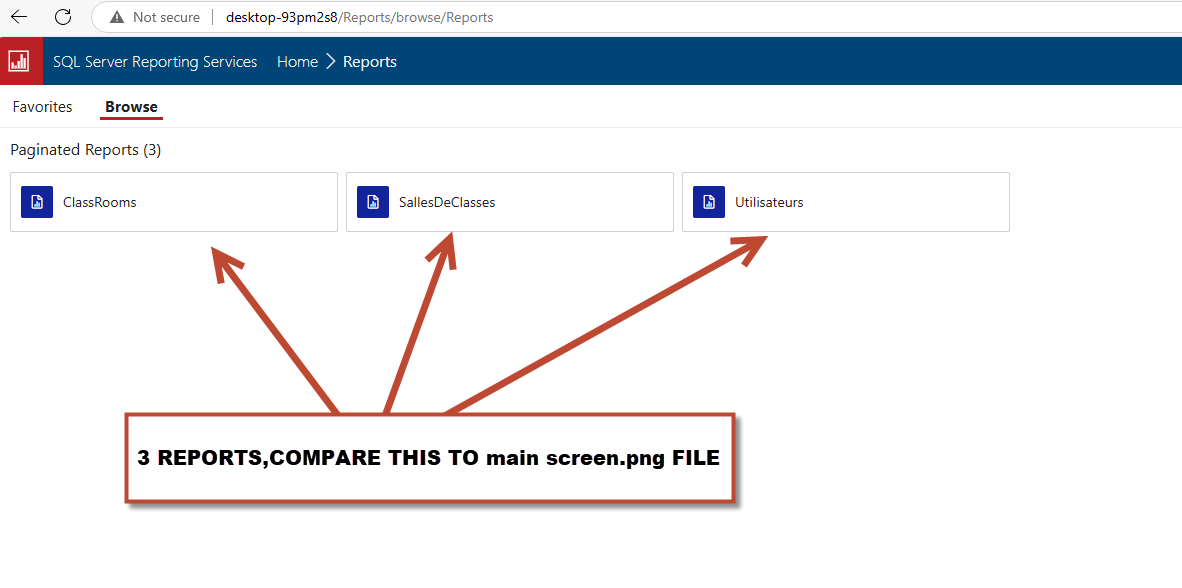 Not secure desktop-93pm2s8/Reports/browse/Reports
SQL Server Reporting Services Home Reports
Favorites Browse
Paginated Reports (3)
ClassRooms SallesDeClasses Utilisateurs
3 REPORTS,COMPARE THIS TO main screen.png FILE